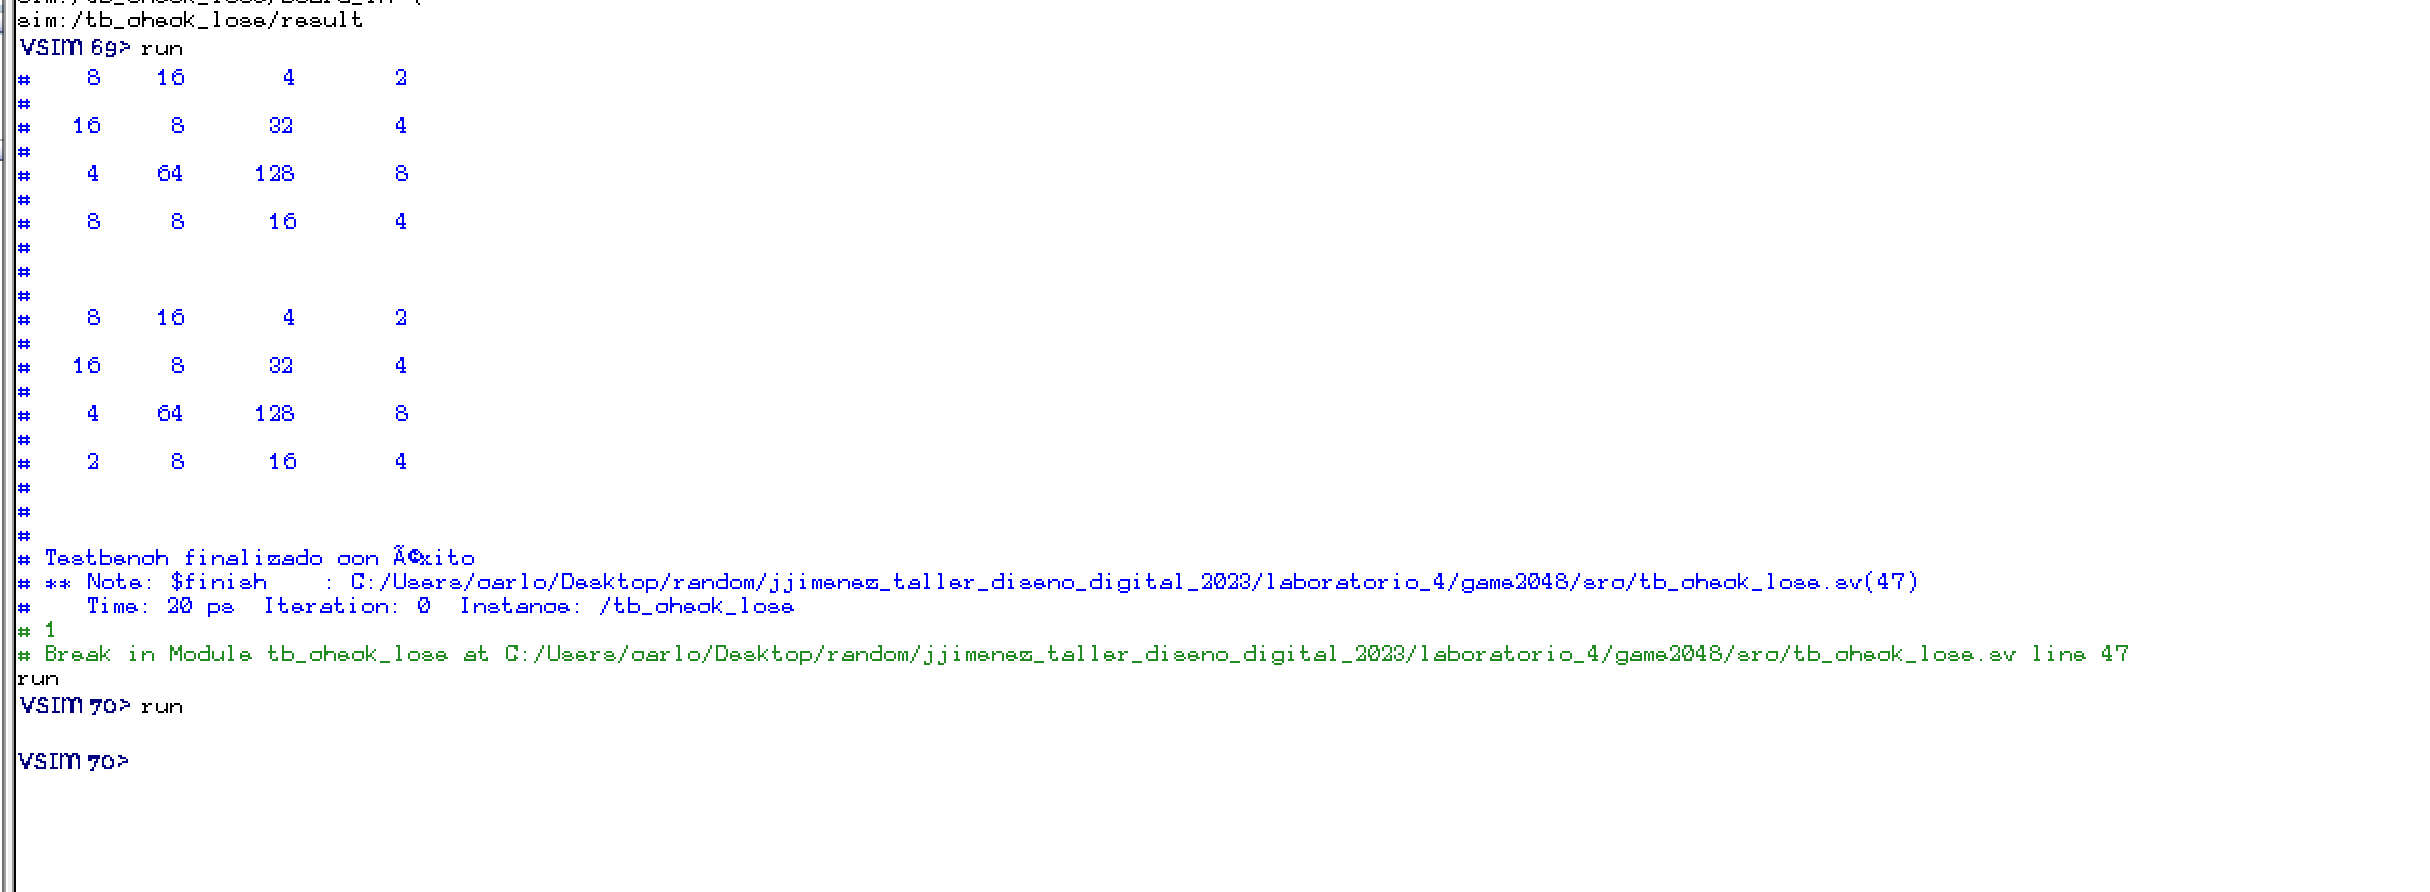 sim:/tb_check_lose/result
VSIM 69> run
# 8 16 4 2
#
# 16 8 32 4
#
# 4 64 128 8
#
# 8 8 16 4
#
#
#
# 8 16 4 2
#
# 16 8 32 4
#
# 4 64 128 8
#
# 2 8 16 4
#
#
#
# Testbench finalizado con Ã©xito
# ** Note: $finish : C:/Users/carlo/Desktop/random/jjimenez_taller_diseno_digital_2023/laboratorio_4/game2048/src/tb_check_lose.sv(47)
# Time: 20 ps Iteration: 0 Instance: /tb_check_lose
# 1
# Break in Module tb_check_lose at C:/Users/carlo/Desktop/random/jjimenez_taller_diseno_digital_2023/laboratorio_4/game2048/src/tb_check_lose.sv line 47
run
VSIM 70> run
VSIM 70>